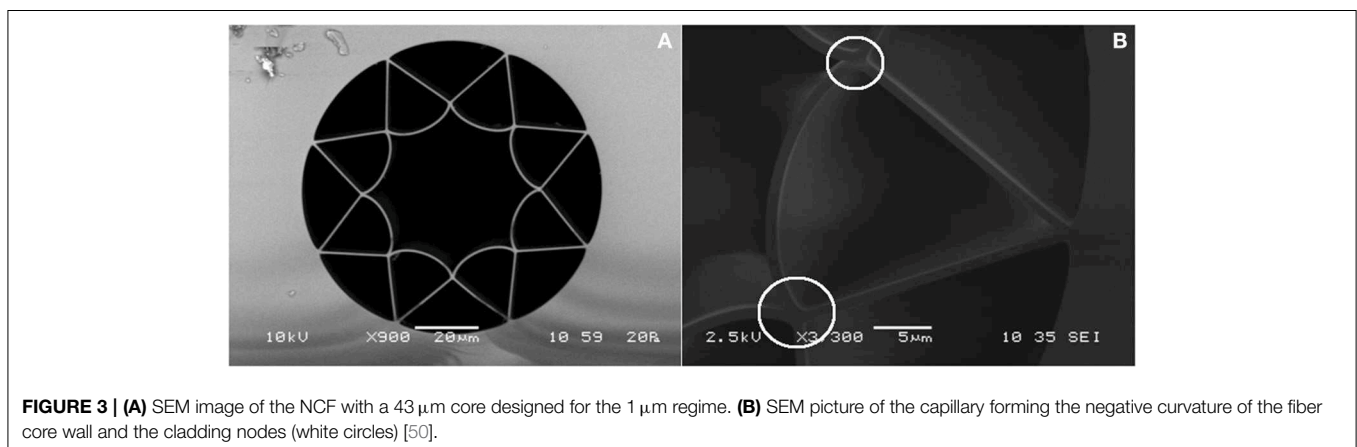 A
B
10kV X900 20μm 10 59 20R
2.5kV X3,300 5μm 10 35 SEI
FIGURE 3 | (A) SEM image of the NCF with a 43 μm core designed for the 1 μm regime. (B) SEM picture of the capillary forming the negative curvature of the fiber
core wall and the cladding nodes (white circles) [50].